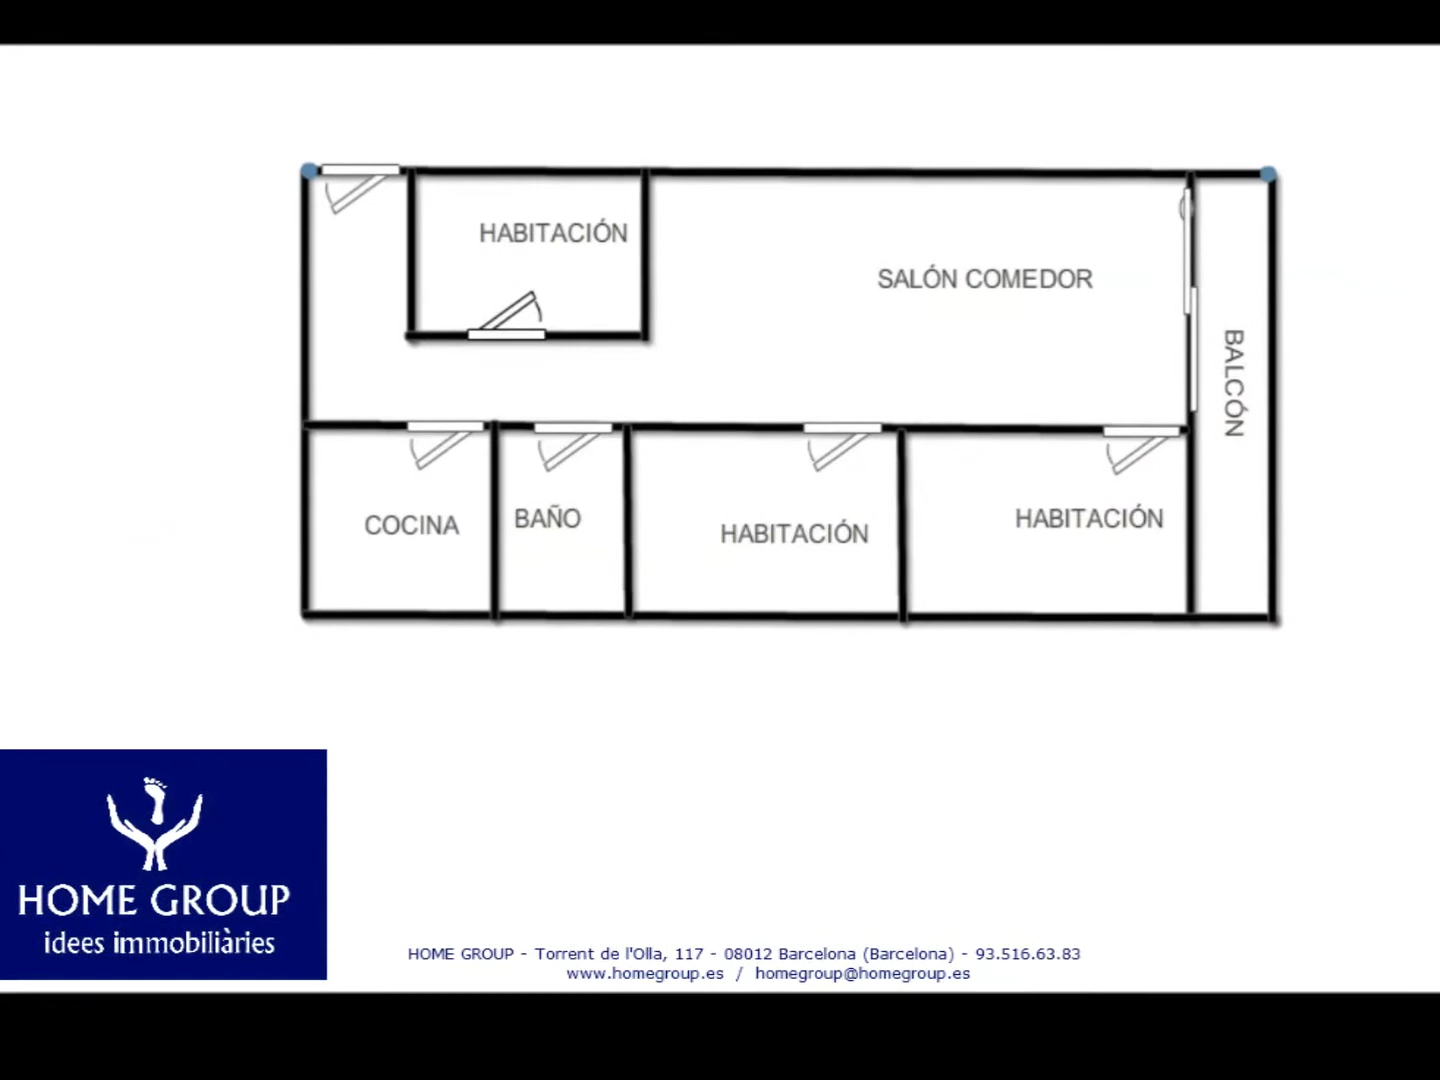 HABITACIÓN
SALÓN COMEDOR
BALCÓN
COCINA
BAÑO
HABITACIÓN
HABITACIÓN
HOME GROUP
idees immobiliàries
HOME GROUP - Torrent de l'Olla, 117 - 08012 Barcelona (Barcelona) - 93.516.63.83
www.homegroup.es / homegroup@homegroup.es